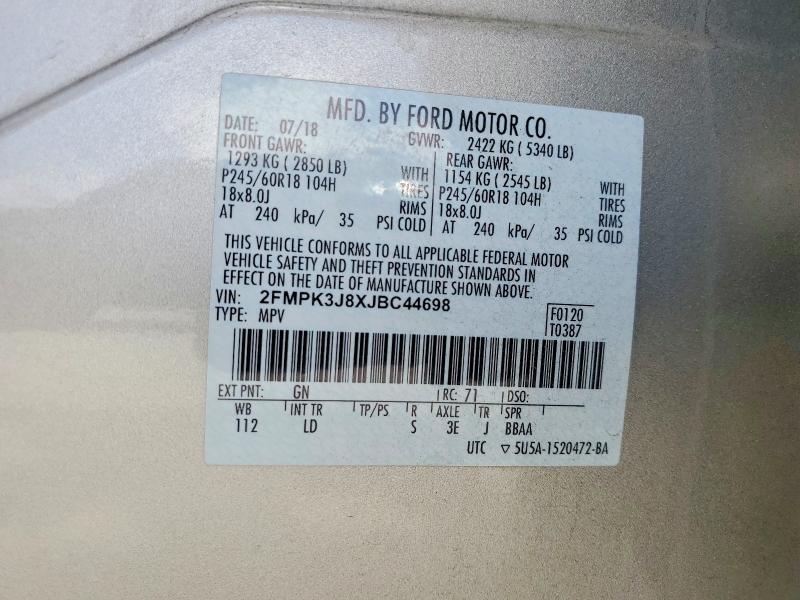 MFD. BY FORD MOTOR CO.
DATE: 07/18 GVWR: 2422 KG ( 5340 LB)
FRONT GAWR: REAR GAWR:
1293 KG ( 2850 LB) WITH 1154 KG ( 2545 LB) WITH
P245/60R18 104H TIRES P245/60R18 104H TIRES
18x8.0J RIMS 18x8.0J RIMS
AT 240 kPa/ 35 PSI COLD AT 240 kPa/ 35 PSI COLD
THIS VEHICLE CONFORMS TO ALL APPLICABLE FEDERAL MOTOR
VEHICLE SAFETY AND THEFT PREVENTION STANDARDS IN
EFFECT ON THE DATE OF MANUFACTURE SHOWN ABOVE.
VIN: 2FMPK3J8XJBC44698 F0120
TYPE: MPV T0387
EXT PNT: GN RC: 71 DSO:
WB INT TR TP/PS R AXLE TR SPR
112 LD S 3E J BBAA
UTC ▽ 5U5A-1520472-BA